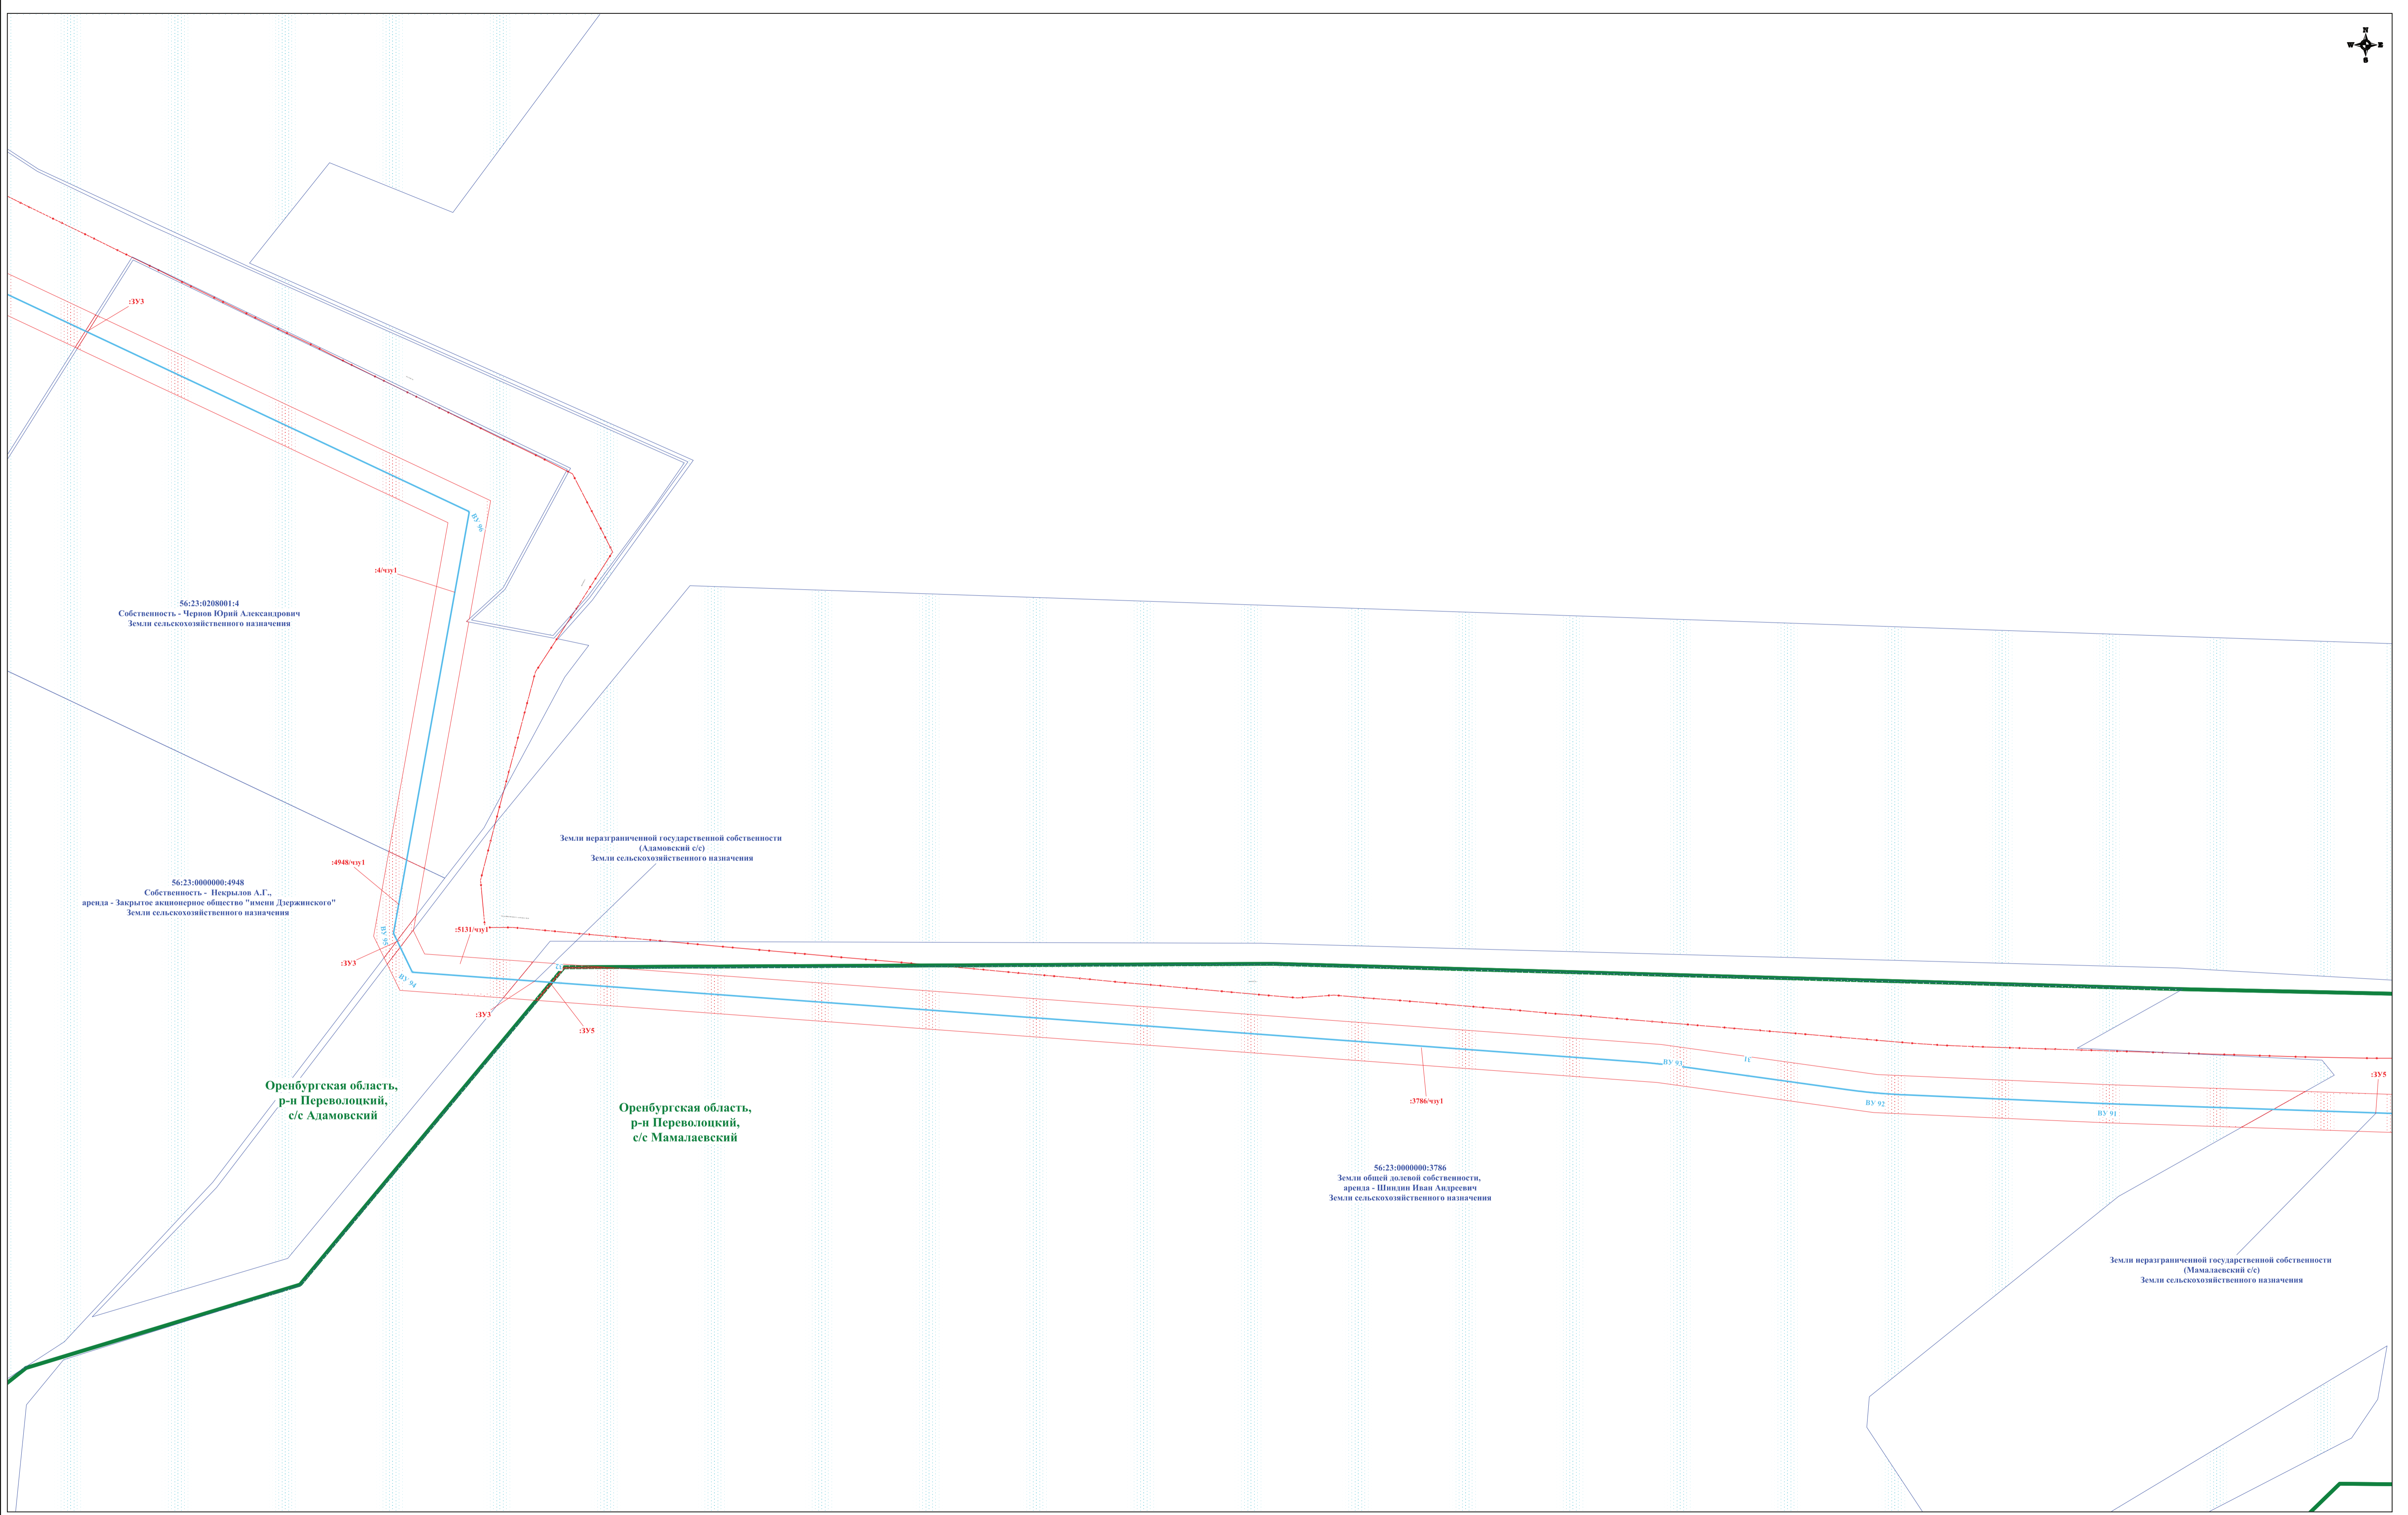 N
W E
S
:ЗУ3
ВУ 96
:4/чзу1
56:23:0208001:4
Собственность - Чернов Юрий Александрович
Земли сельскохозяйственного назначения
Земли неразграниченной государственной собственности
(Адамовский с/с)
Земли сельскохозяйственного назначения
:4948/чзу1
56:23:0000000:4948
Собственность - Некрылов А.Г.,
аренда - Закрытое акционерное общество "имени Дзержинского"
Земли сельскохозяйственного назначения
ВУ 95
:5131/чзу1
:ЗУ3
ВУ 94
:ЗУ3
:ЗУ5
ВУ 93
:ЗУ5
Оренбургская область,
р-н Переволоцкий,
с/с Адамовский
Оренбургская область,
р-н Переволоцкий,
с/с Мамалаевский
:3786/чзу1
ВУ 92
ВУ 91
56:23:0000000:3786
Земли общей долевой собственности,
аренда - Шиндин Иван Андреевич
Земли сельскохозяйственного назначения
Земли неразграниченной государственной собственности
(Мамалаевский с/с)
Земли сельскохозяйственного назначения